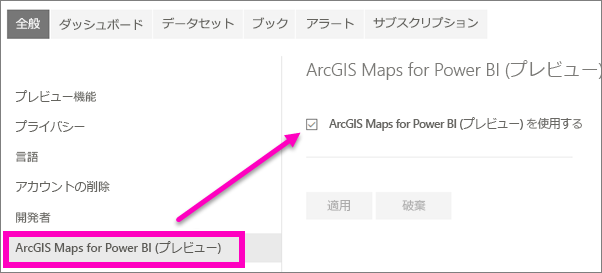 全般 ダッシュボード データセット ブック アラート サブスクリプション
ArcGIS Maps for Power BI (プレビュー)
プレビュー機能
プライバシー
言語
アカウントの削除
開発者
ArcGIS Maps for Power BI (プレビュー)
ArcGIS Maps for Power BI (プレビュー) を使用する
適用 破棄